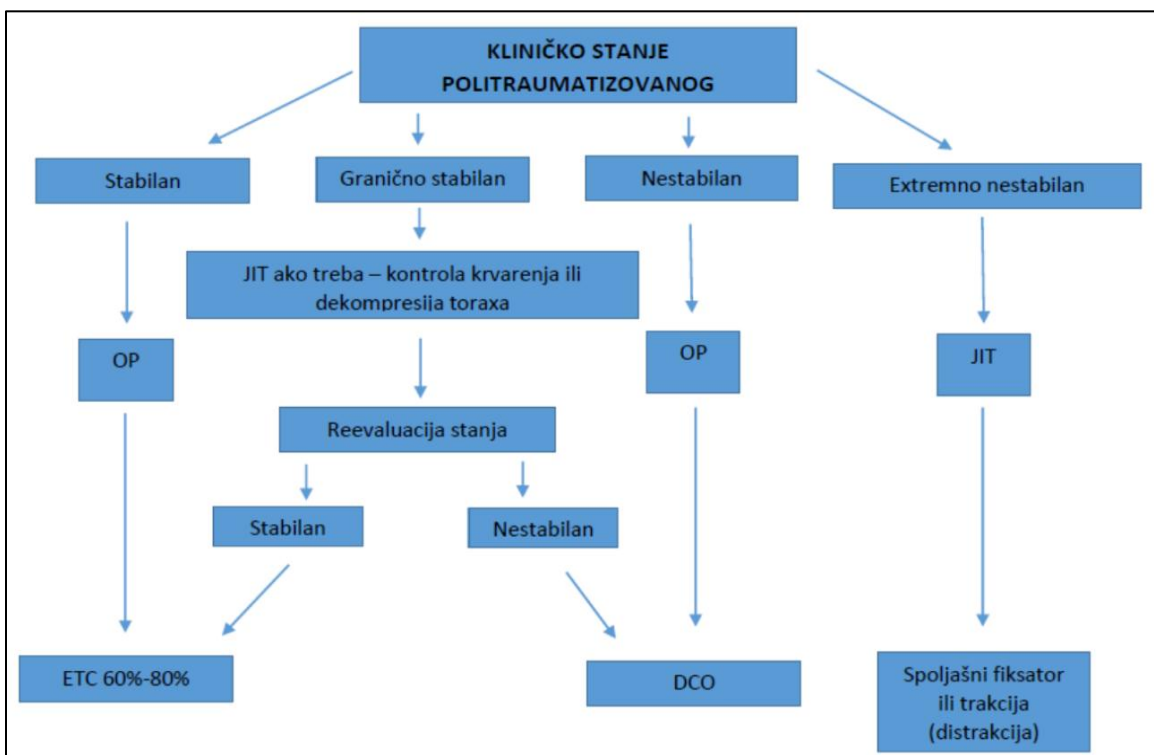 KLINIČKO STANJE
POLITRAUMATIZOVANOG
Stabilan
Granično stabilan
Nestabilan
Extremno nestabilan
JIT ako treba – kontrola krvarenja ili
dekompresija toraxa
OP
OP
JIT
Reevaluacija stanja
Stabilan
Nestabilan
ETC 60%-80%
DCO
Spoljašni fiksator
ili trakcija
(distrakcija)